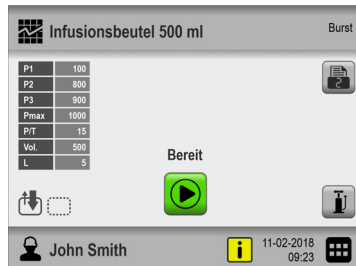 Infusionsbeutel 500 ml
Burst
P1 100
P2 800
P3 900
Pmax 1000
P/T 15
Vol. 500
L 5
2
Bereit
John Smith
i
11-02-2018
09:23